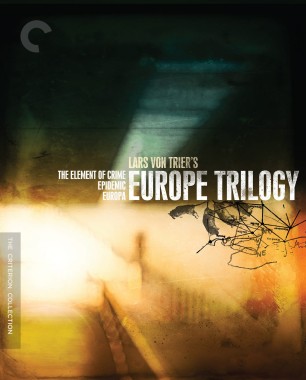 LARS VON TRIER'S
THE ELEMENT OF CRIME
EPIDEMIC
EUROPA
EUROPE TRILOGY
THE CRITERION COLLECTION